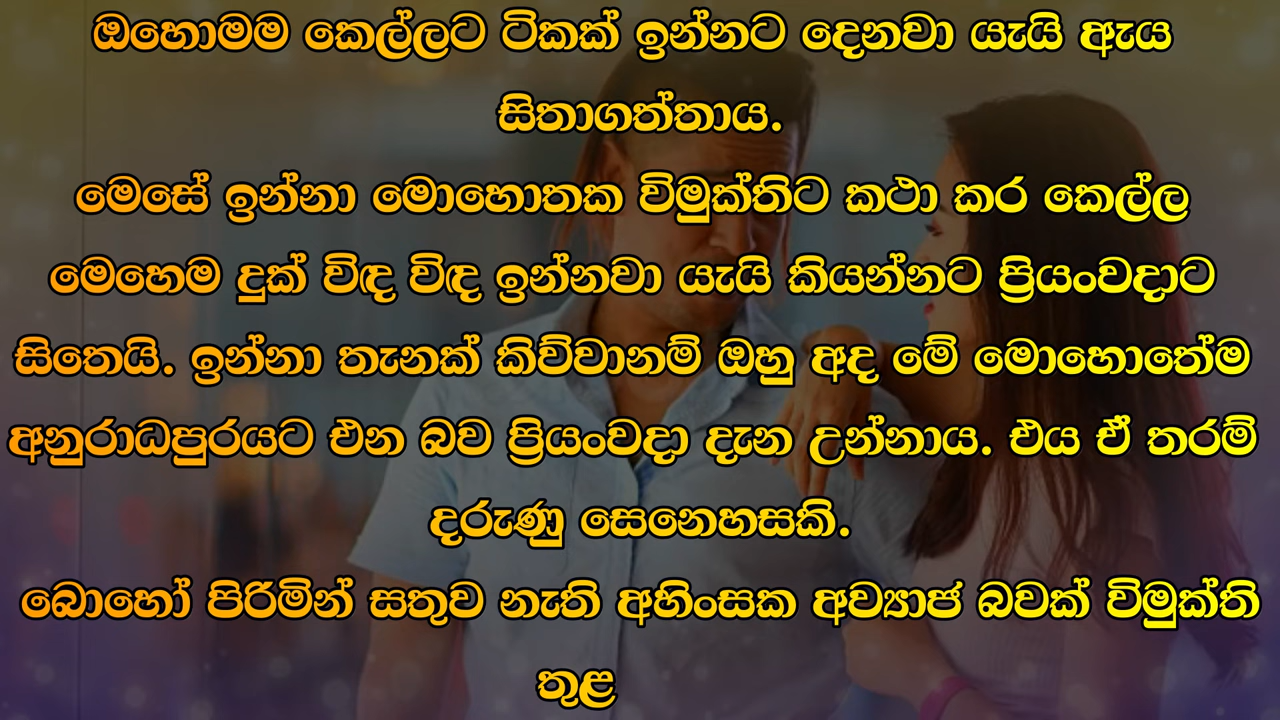 ඔහොමම කෙල්ලට ටිකක් ඉන්නට දෙනවා යැයි ඇය
සිතාගත්තාය.
මෙසේ ඉන්නා මොහොතක විමුක්තිට කථා කර කෙල්ල
මෙහෙම දුක් විඳ විඳ ඉන්නවා යැයි කියන්නට ප්‍රියංවදාට
සිතෙයි. ඉන්නා තැනක් කිව්වානම් ඔහු අද මේ මොහොතේම
අනුරාධපුරයට එන බව ප්‍රියංවදා දැන උන්නාය. එය ඒ තරම්
දරුණු සෙනෙහසකි.
බොහෝ පිරිමින් සතුව නැති අහිංසක අව්‍යාජ බවක් විමුක්ති
තුළ